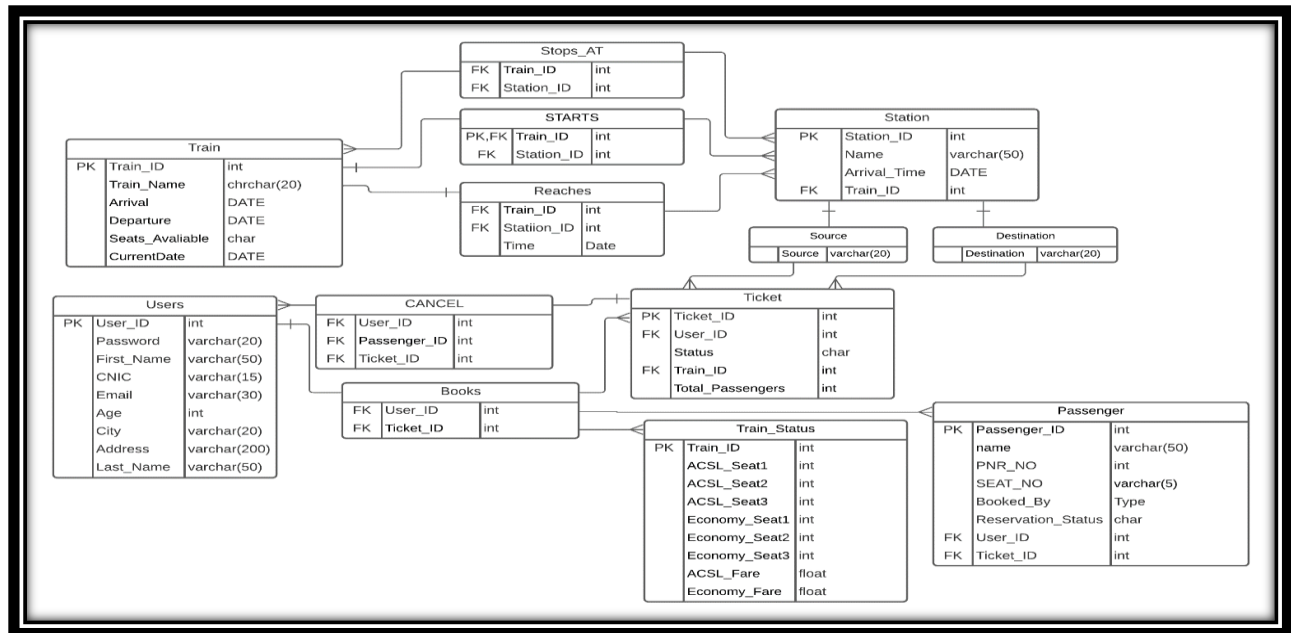 Stops_AT
FK Train_ID int
FK Station_ID int
STARTS
PK,FK Train_ID int
FK Station_ID int
Station
PK Station_ID int
Name varchar(50)
Arrival_Time DATE
FK Train_ID int
Train
PK Train_ID int
Train_Name chrchar(20)
Arrival DATE
Departure DATE
Seats_Avaliable char
CurrentDate DATE
Reaches
FK Train_ID int
FK Statiion_ID int
Time Date
Source
Source varchar(20)
Destination
Destination varchar(20)
Users
PK User_ID int
Password varchar(20)
First_Name varchar(50)
CNIC varchar(15)
Email varchar(30)
Age int
City varchar(20)
Address varchar(200)
Last_Name varchar(50)
CANCEL
FK User_ID int
FK Passenger_ID int
FK Ticket_ID int
Ticket
PK Ticket_ID int
FK User_ID int
Status char
FK Train_ID int
Total_Passengers int
Books
FK User_ID int
FK Ticket_ID int
Train_Status
PK Train_ID int
ACSL_Seat1 int
ACSL_Seat2 int
ACSL_Seat3 int
Economy_Seat1 int
Economy_Seat2 int
Economy_Seat3 int
ACSL_Fare float
Economy_Fare float
Passenger
PK Passenger_ID int
name varchar(50)
PNR_NO int
SEAT_NO varchar(5)
Booked_By Type
Reservation_Status char
FK User_ID int
FK Ticket_ID int